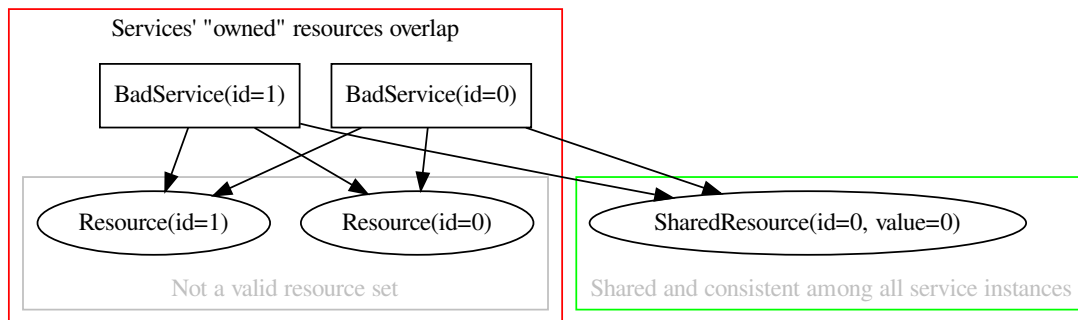 Services' "owned" resources overlap
BadService(id=1)
BadService(id=0)
Resource(id=1)
Resource(id=0)
SharedResource(id=0, value=0)
Not a valid resource set
Shared and consistent among all service instances